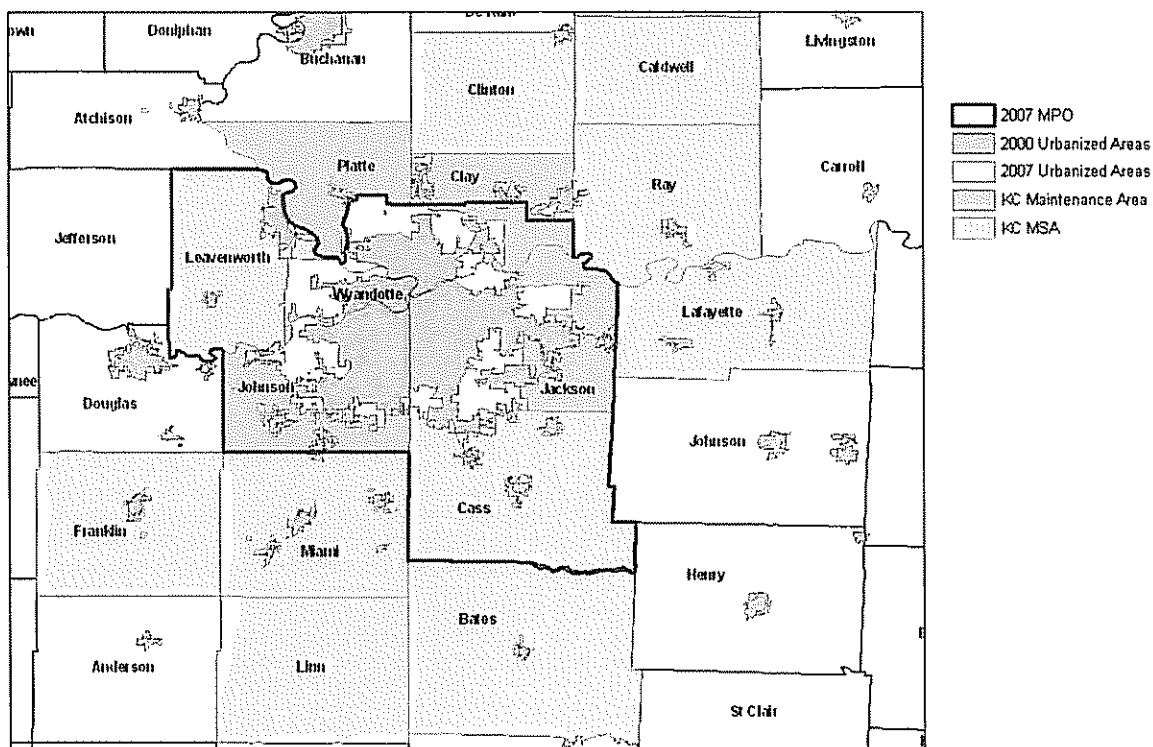 Doniphan
Buchanan
Livingston
Caldwell
Clinton
Atchison
Platte
Clay
Ray
Carroll
Jefferson
Leavenworth
Wyandotte
Lafayette
Johnson
Jackson
Douglas
Johnson
Cass
Franklin
Miami
Henry
Bates
Anderson
Linn
St Clair
2007 MPO
2000 Urbanized Areas
2007 Urbanized Areas
KC Maintenance Area
KC MSA